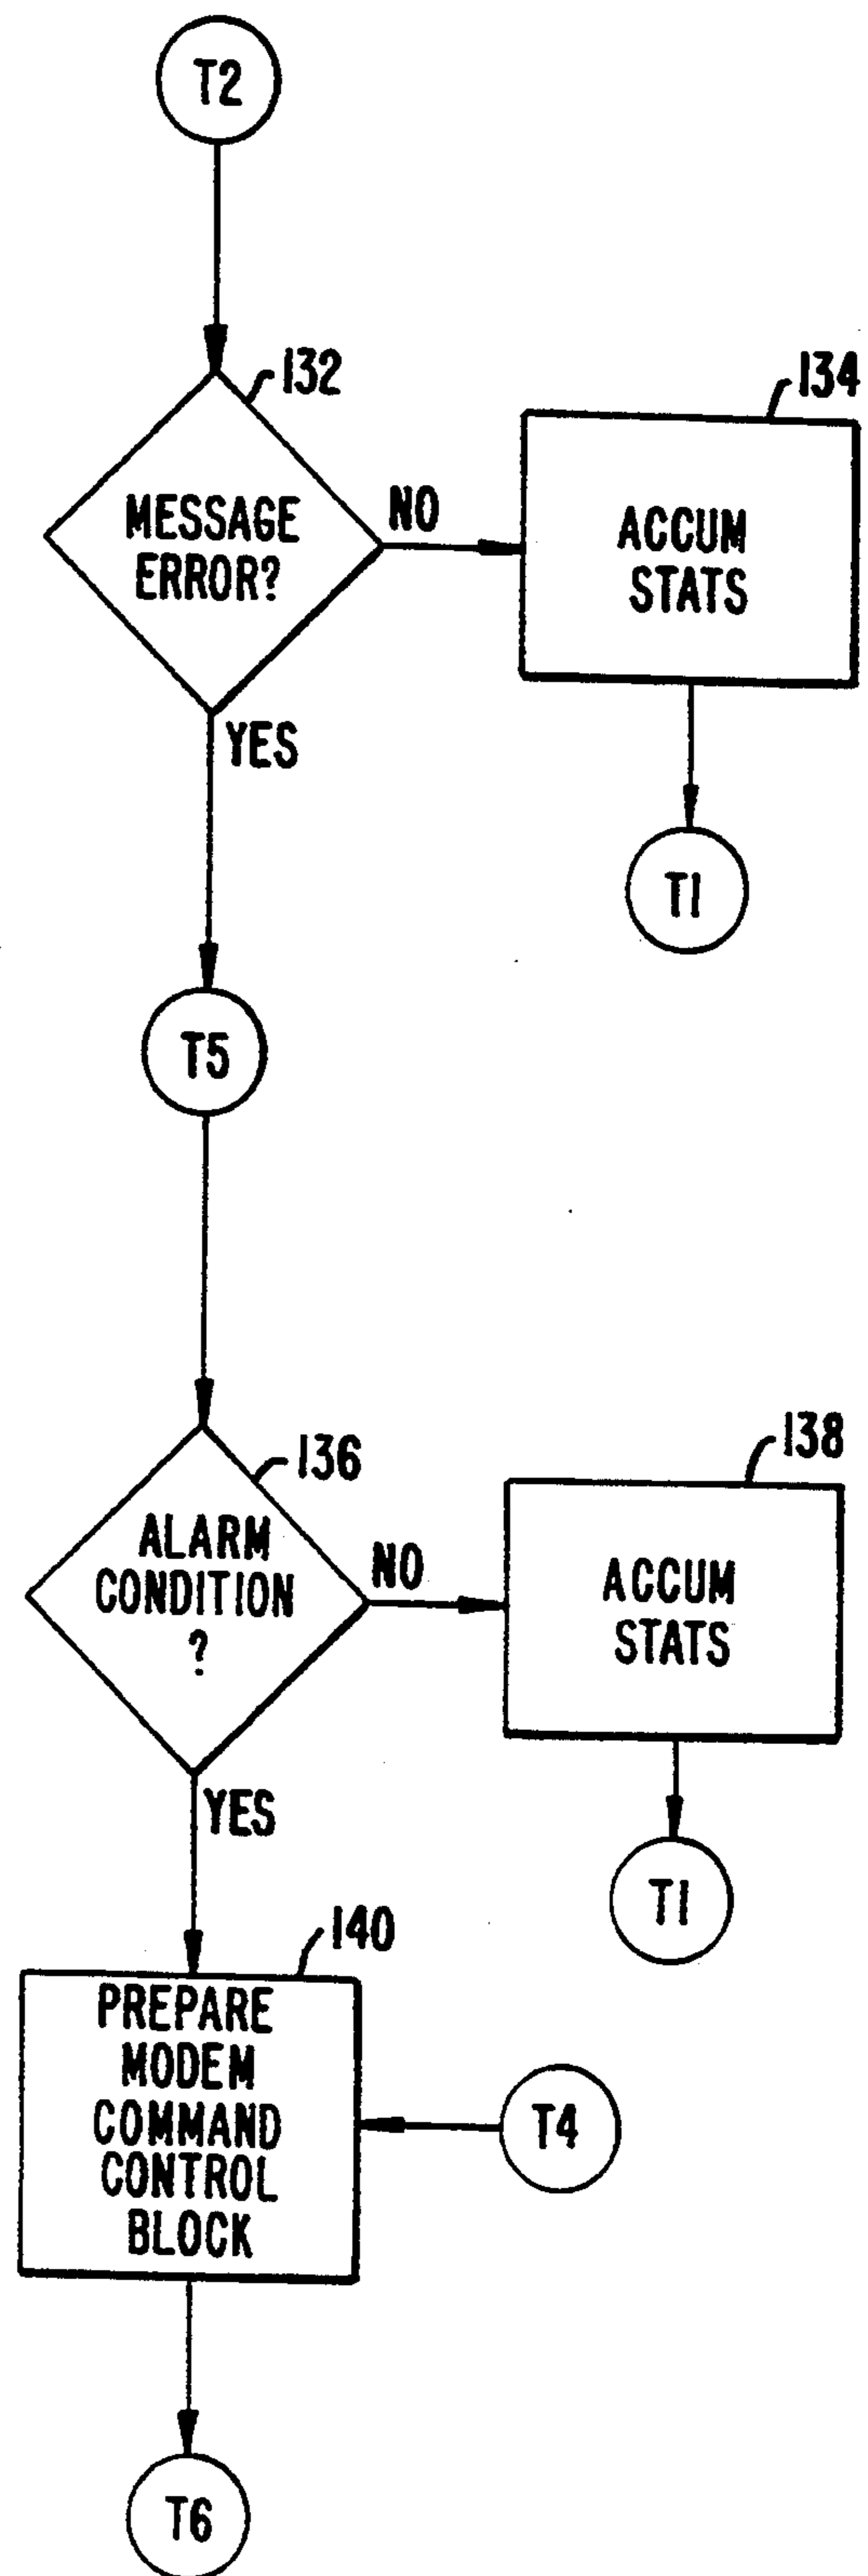 T2
132
MESSAGE
ERROR?
NO
134
ACCUM
STATS
YES
T1
T5
136
ALARM
CONDITION
?
NO
138
ACCUM
STATS
YES
T1
140
PREPARE
MODEM
COMMAND
CONTROL
BLOCK
T4
T6